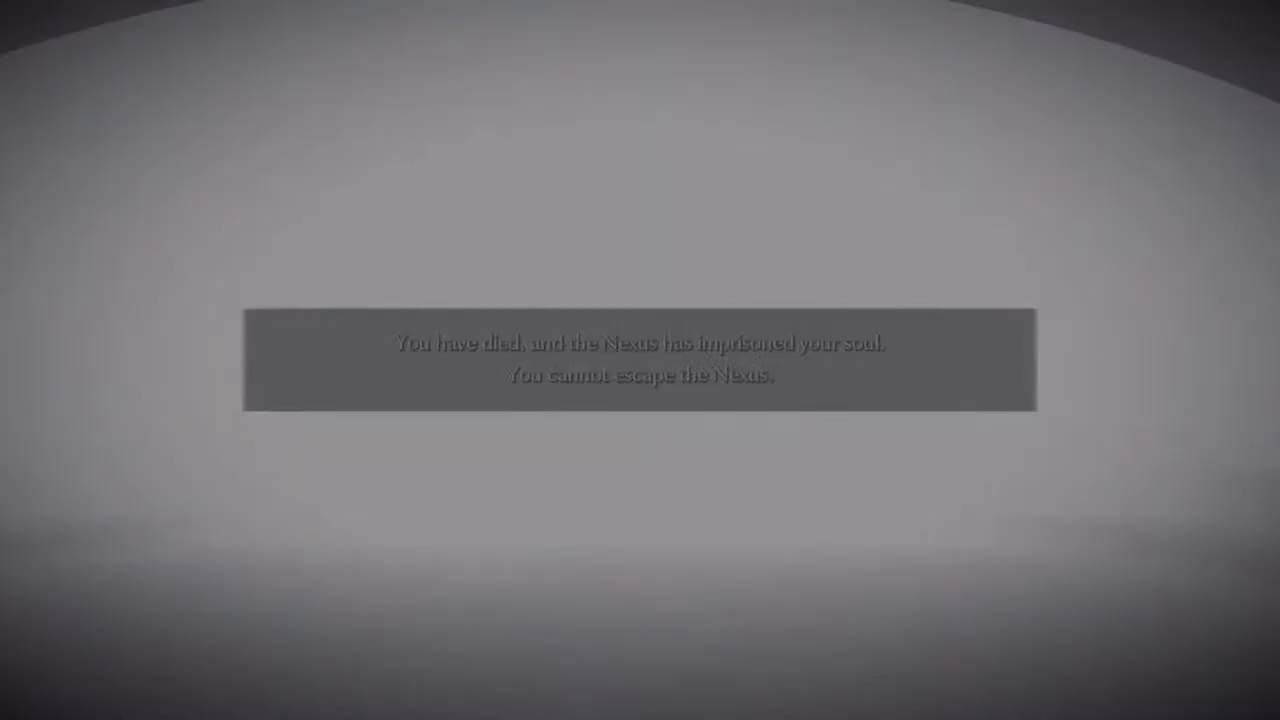 You have died, and the Nexus has imprisoned your soul.
You cannot escape the Nexus.